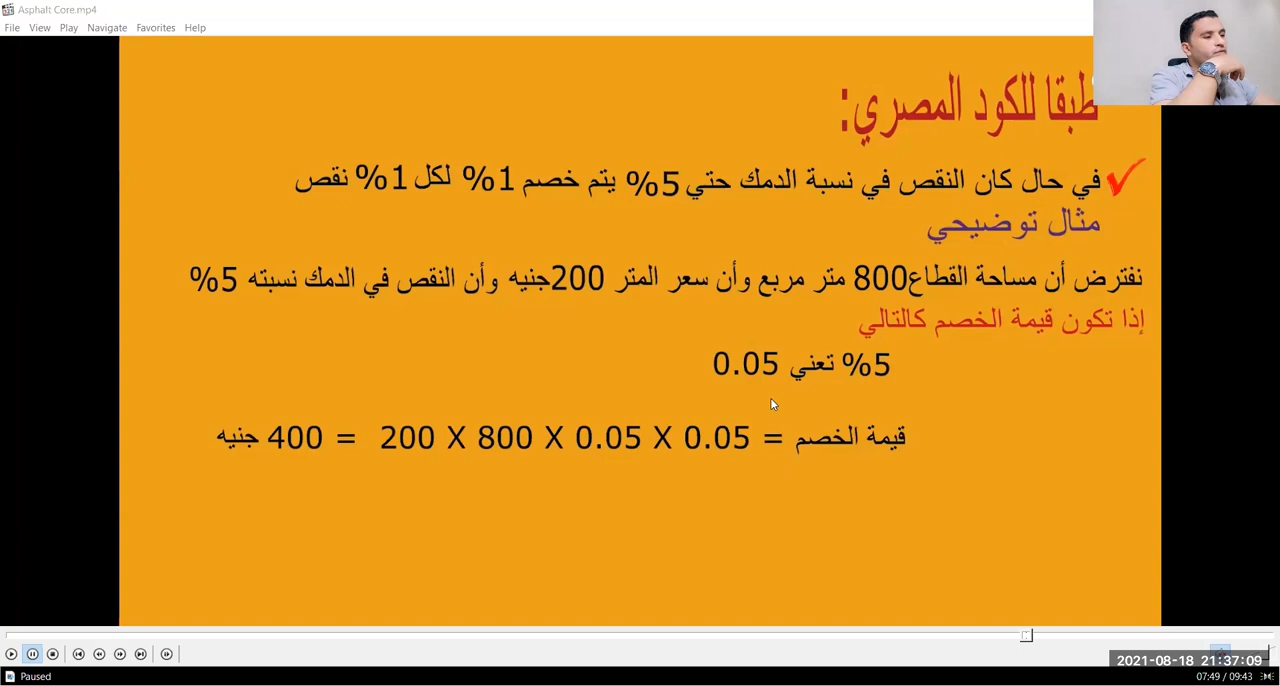 Asphalt Core.mp4
File View Play Navigate Favorites Help
طبقا للكود المصري:
في حال كان النقص في نسبة الدمك حتي 5% يتم خصم 1% لكل 1% نقص
مثال توضيحي
نفترض أن مساحة القطاع800 متر مربع وأن سعر المتر 200جنيه وأن النقص في الدمك نسبته 5%
إذا تكون قيمة الخصم كالتالي
5% تعني 0.05
قيمة الخصم = 0.05 X 0.05 X 800 X 200 = 400 جنيه
2021-08-18 21:37:09
Paused
07:49 / 09:43